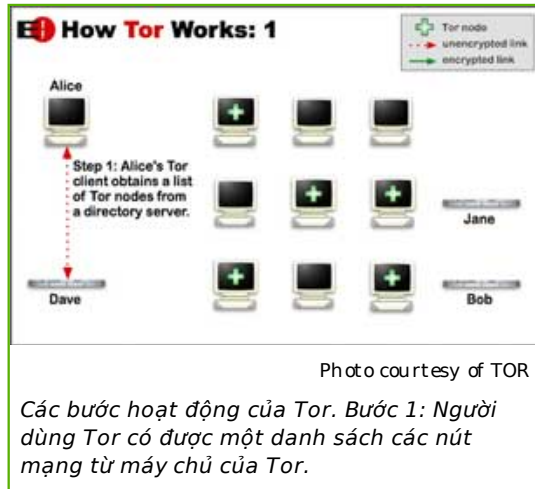 E How Tor Works: 1
Tor node
unencrypted link
encrypted link
Alice
Step 1: Alice's Tor
client obtains a list
of Tor nodes from
a directory server.
Jane
Dave
Bob
Photo courtesy of TOR
Các bước hoạt động của Tor. Bước 1: Người
dùng Tor có được một danh sách các nút
mạng từ máy chủ của Tor.